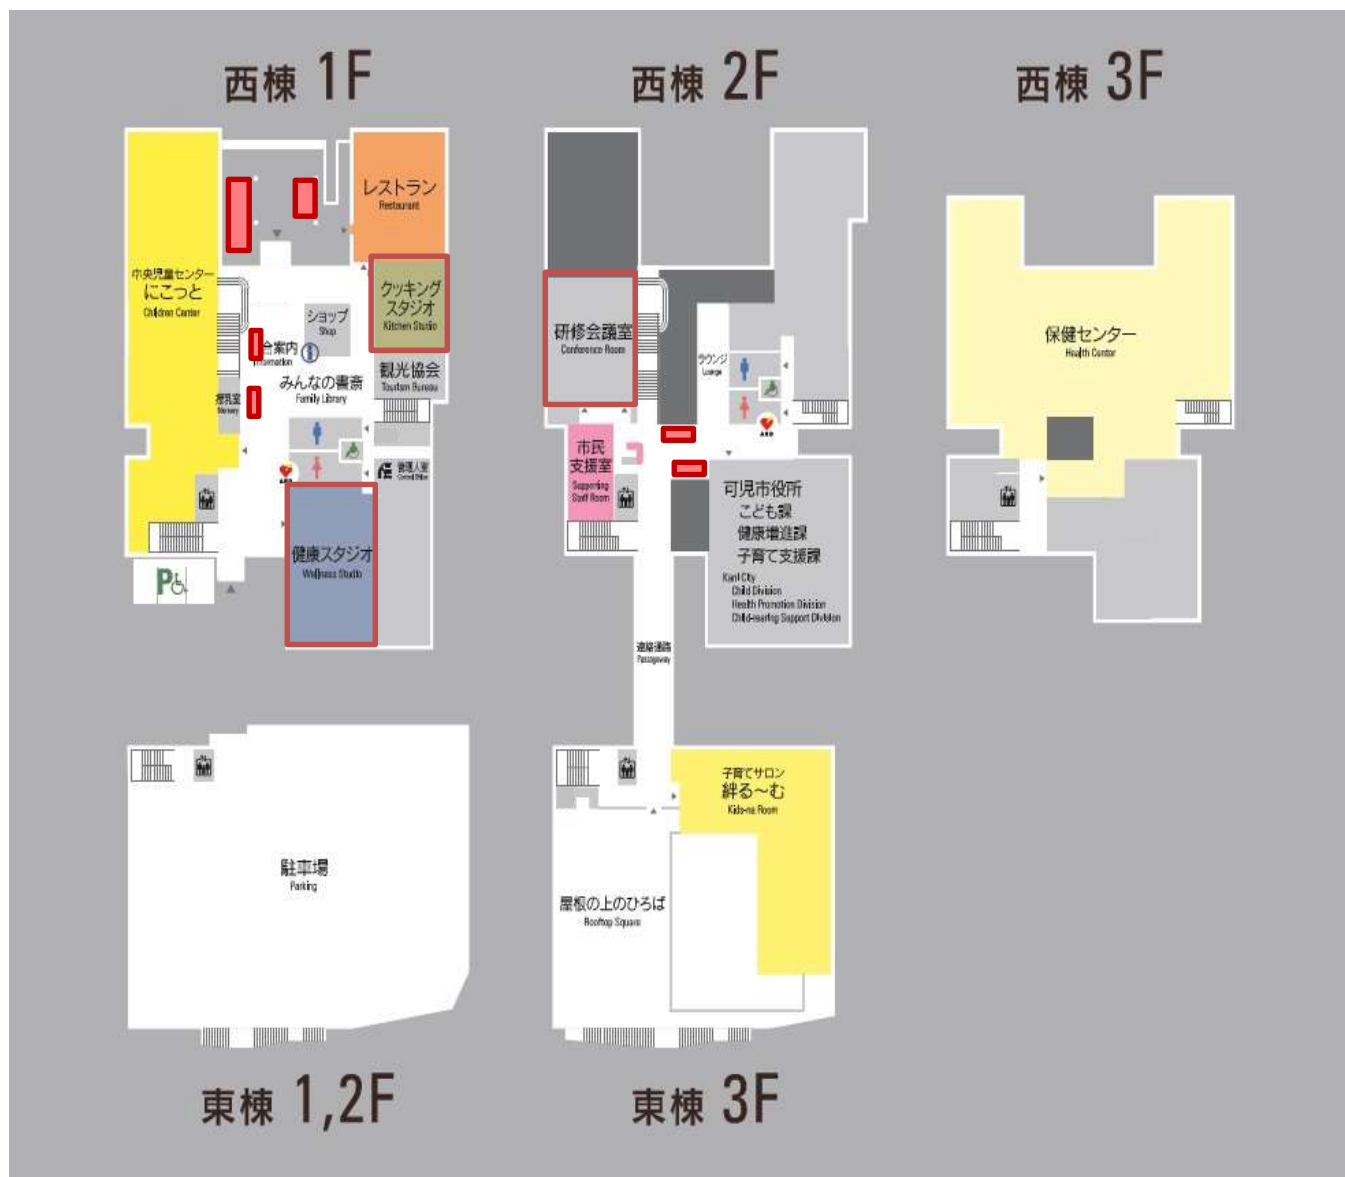 西棟 1F
西棟 2F
西棟 3F
レストラン
Restaurant
中央児童センター
にこっと
Children Center
クッキング
スタジオ
Kitchen Studio
ショップ
Shop
合案内
Information
みんなの書斎
Family Library
観光協会
Tourism Bureau
授乳室
Nursery
管理人室
Control Office
AED
健康スタジオ
Wellness Studio
P
研修会議室
Conference Room
ラウンジ
Lounge
AED
市民
支援室
Supporting
Staff Room
可児市役所
こども課
健康増進課
子育て支援課
Kani City
Child Division
Health Promotion Division
Child-rearing Support Division
連絡通路
Passageway
保健センター
Health Center
駐車場
Parking
子育てサロン
絆る～む
Kids-na Room
屋根の上のひろば
Rooftop Square
東棟 1,2F
東棟 3F